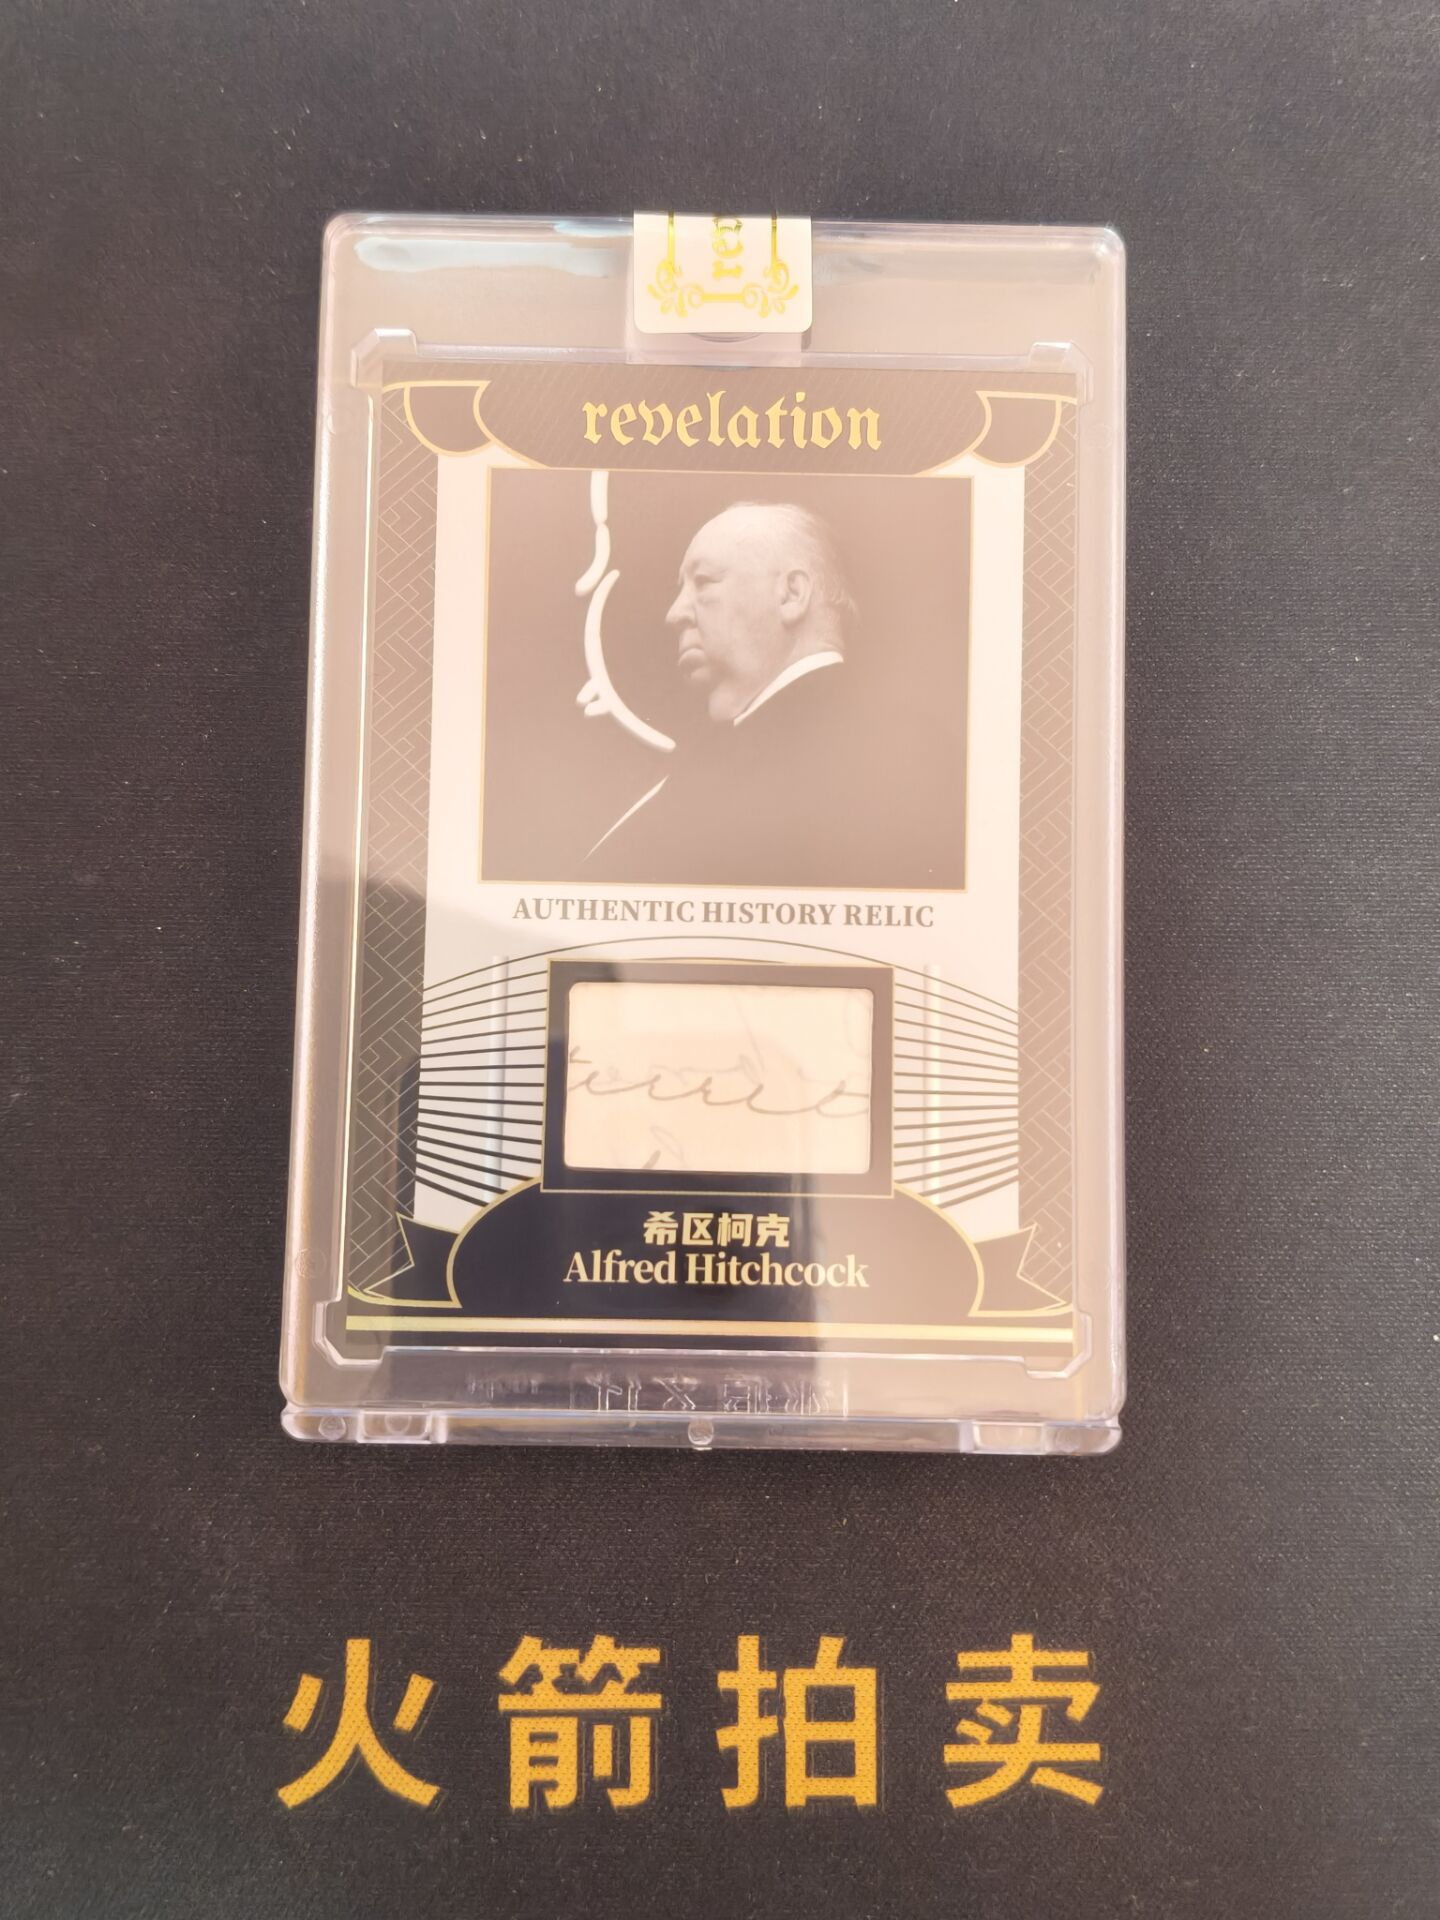 revelation
AUTHENTIC HISTORY RELIC
希区柯克
Alfred Hitchcock
火箭拍卖